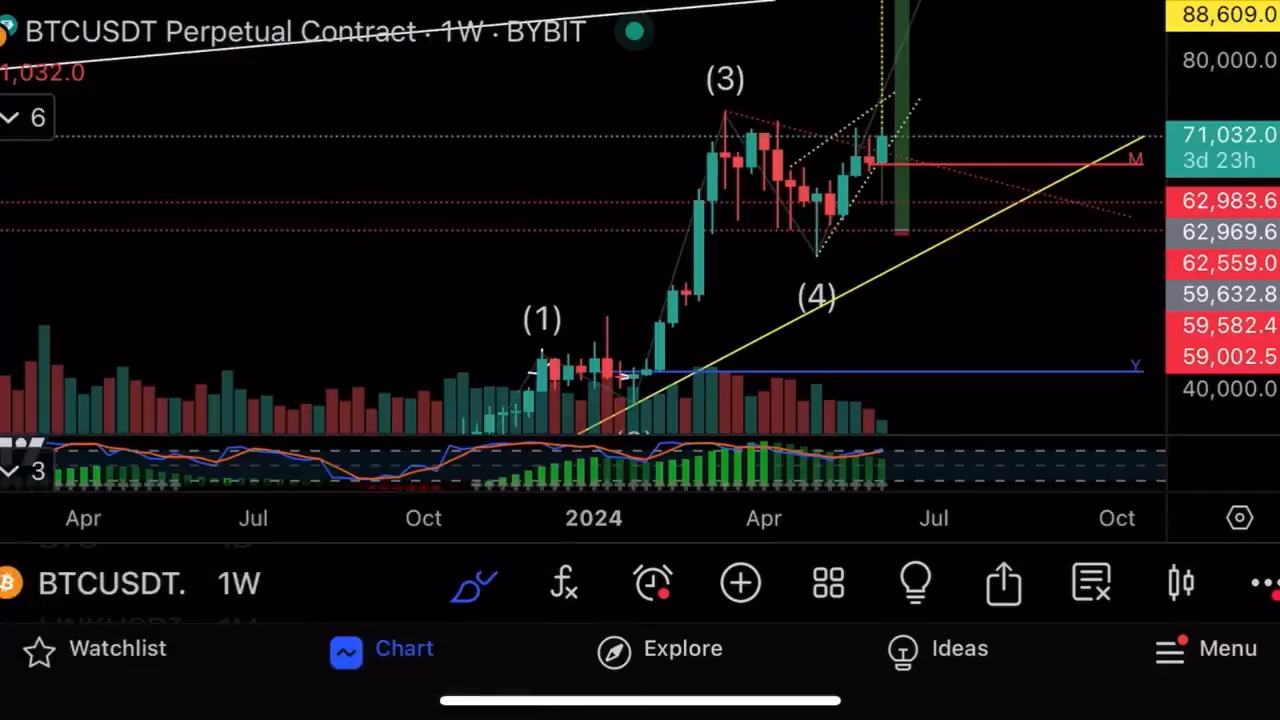 BTCUSDT Perpetual Contract · 1W · BYBIT
88,609.0
1,032.0
80,000.0
(3)
6
71,032.0
3d 23h
M
62,983.6
62,969.6
62,559.0
(4)
59,632.8
(1)
59,582.4
59,002.5
Y
40,000.0
3
Apr Jul Oct 2024 Apr Jul Oct
BTCUSDT. 1W
Watchlist Chart Explore Ideas Menu